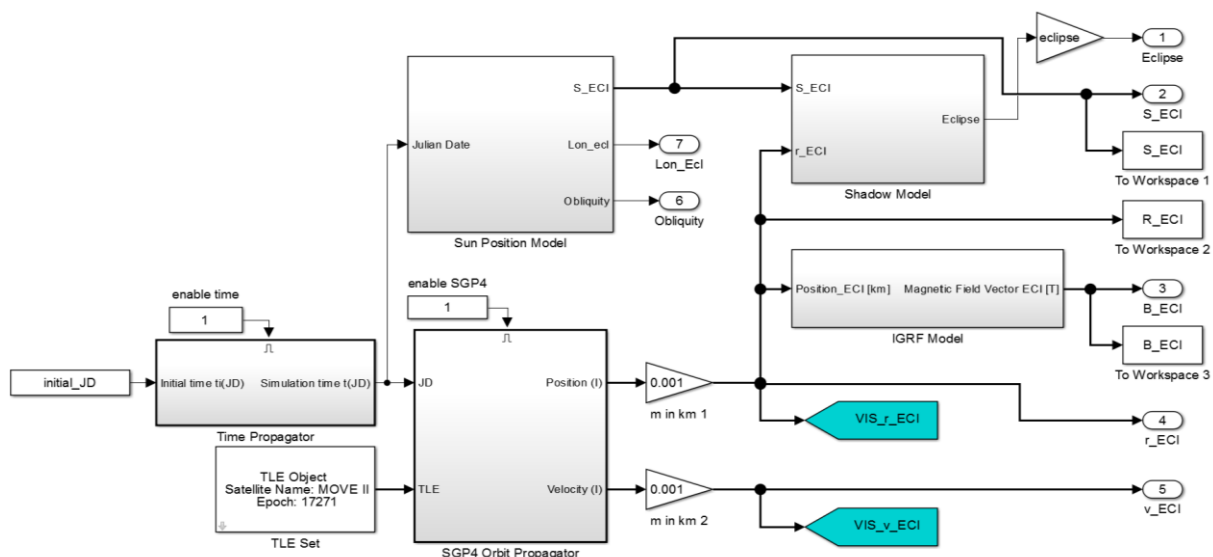 eclipse
1
Eclipse
S_ECI
Lon_ecl
Obliquity
Julian Date
Sun Position Model
7
Lon_Ecl
6
Obliquity
S_ECI
r_ECI
Eclipse
Shadow Model
2
S_ECI
S_ECI
To Workspace 1
R_ECI
To Workspace 2
enable time
1
enable SGP4
1
Position_ECI [km]
Magnetic Field Vector ECI [T]
IGRF Model
3
B_ECI
B_ECI
To Workspace 3
initial_JD
Initial time ti(JD)
Simulation time t(JD)
Time Propagator
JD
Position (I)
TLE
Velocity (I)
SGP4 Orbit Propagator
0.001
m in km 1
VIS_r_ECI
4
r_ECI
TLE Object
Satellite Name: MOVE II
Epoch: 17271
TLE Set
0.001
m in km 2
VIS_v_ECI
5
v_ECI